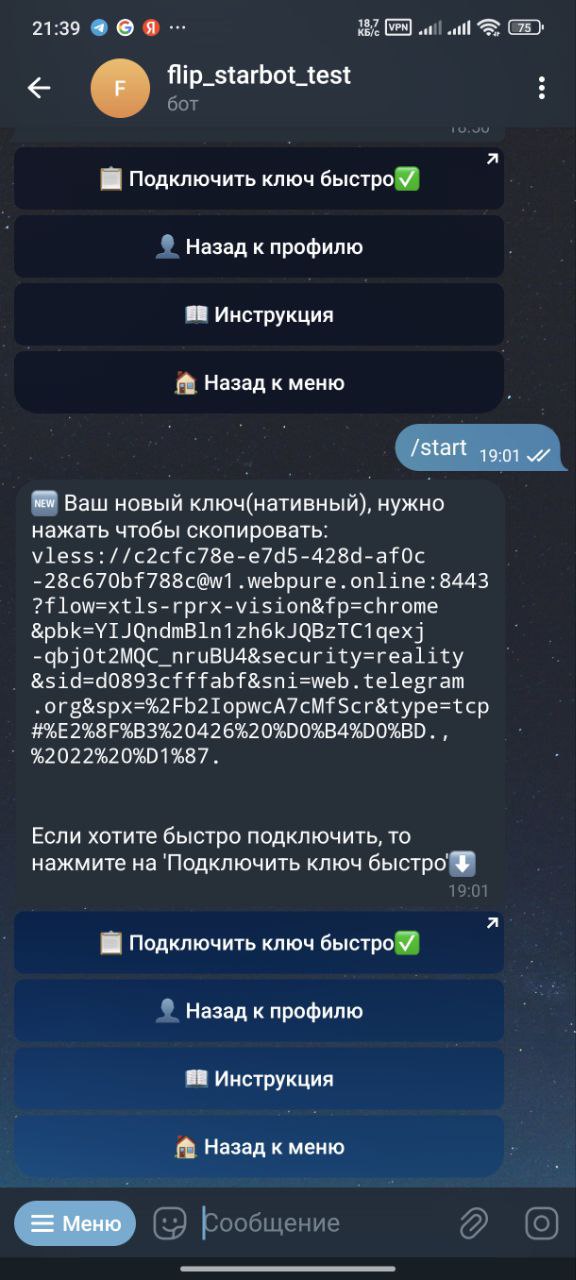 21:39
18,7 КБ/с VPN 75
F
flip_starbot_test
бот
📋 Подключить ключ быстро✅
👤 Назад к профилю
📖 Инструкция
🏠 Назад к меню
/start 19:01
🆕 Ваш новый ключ(нативный), нужно
нажать чтобы скопировать:
vless://c2cfc78e-e7d5-428d-af0c
-28c670bf788c@w1.webpure.online:8443
?flow=xtls-rprx-vision&fp=chrome
&pbk=YIJQndmBln1zh6kJQBzTC1qexj
-qbj0t2MQC_nruBU4&security=reality
&sid=d0893cfffabf&sni=web.telegram
.org&spx=%2Fb2IopwcA7cMfScr&type=tcp
#%E2%8F%B3%20426%20%D0%B4%D0%BD.,
%2022%20%D1%87.
Если хотите быстро подключить, то
нажмите на 'Подключить ключ быстро'⬇️
19:01
📋 Подключить ключ быстро✅
👤 Назад к профилю
📖 Инструкция
🏠 Назад к меню
Меню
Сообщение